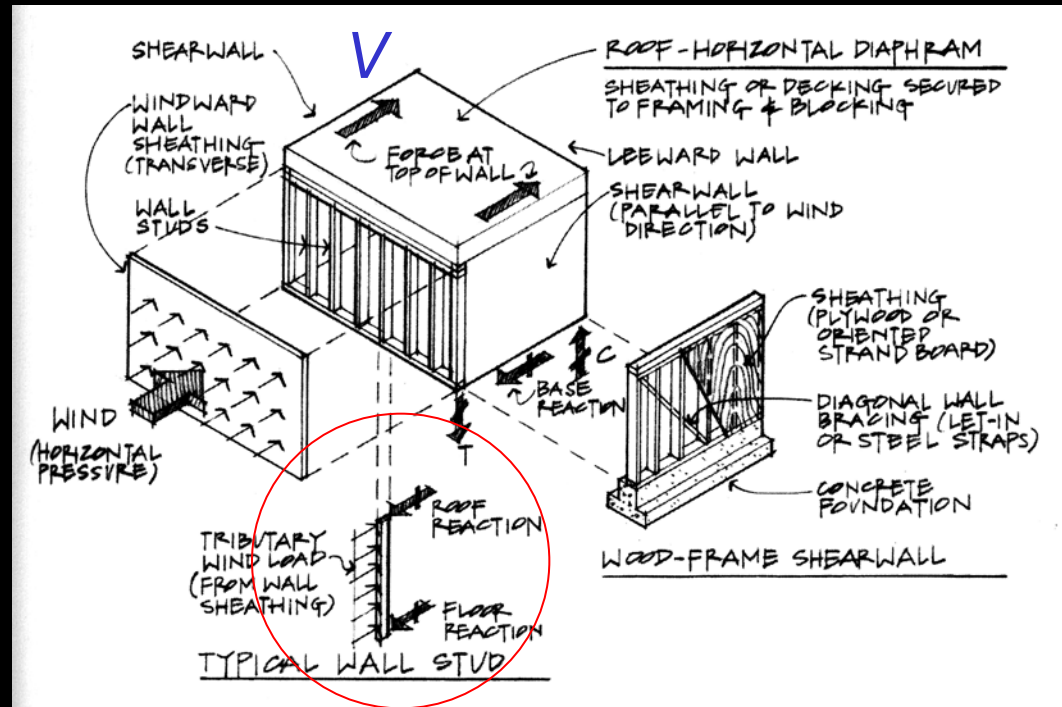 V
SHEARWALL
WINDWARD
WALL
SHEATHING
(TRANSVERSE)
WALL
STUDS
FORCE AT
TOP OF WALL
ROOF-HORIZONTAL DIAPHRAM
SHEATHING OR DECKING SECURED
TO FRAMING & BLOCKING
LEEWARD WALL
SHEARWALL
(PARALLEL TO WIND
DIRECTION)
WIND
(HORIZONTAL
PRESSURE)
C
BASE
REACTION
T
SHEATHING
(PLYWOOD OR
ORIENTED
STRAND BOARD)
DIAGONAL WALL
BRACING (LET-IN
OR STEEL STRAPS)
CONCRETE
FOUNDATION
WOOD-FRAME SHEARWALL
TRIBUTARY
WIND LOAD
(FROM WALL
SHEATHING)
ROOF
REACTION
FLOOR
REACTION
TYPICAL WALL STUD